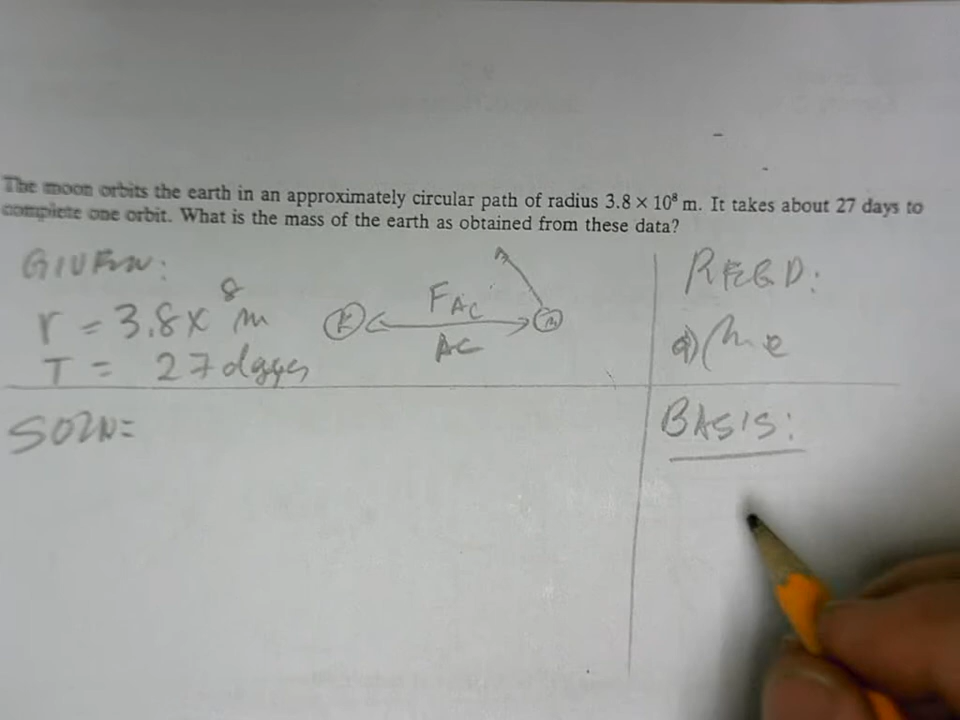 The moon orbits the earth in an approximately circular path of radius 3.8 × 10⁸ m. It takes about 27 days to
complete one orbit. What is the mass of the earth as obtained from these data?
GIVEN:
r = 3.8 x 10⁸ m
T = 27 days
E
FAC
AC
m
REQD:
a) me
SOLN=
BASIS: